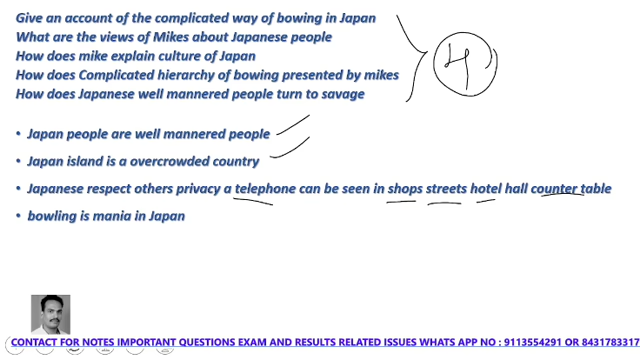 Give an account of the complicated way of bowing in Japan
What are the views of Mikes about Japanese people
How does mike explain culture of Japan
How does Complicated hierarchy of bowing presented by mikes
How does Japanese well mannered people turn to savage
4
• Japan people are well mannered people
• Japan island is a overcrowded country
• Japanese respect others privacy a telephone can be seen in shops streets hotel hall counter table
• bowling is mania in Japan
CONTACT FOR NOTES IMPORTANT QUESTIONS EXAM AND RESULTS RELATED ISSUES WHATS APP NO : 9113554291 OR 8431783317